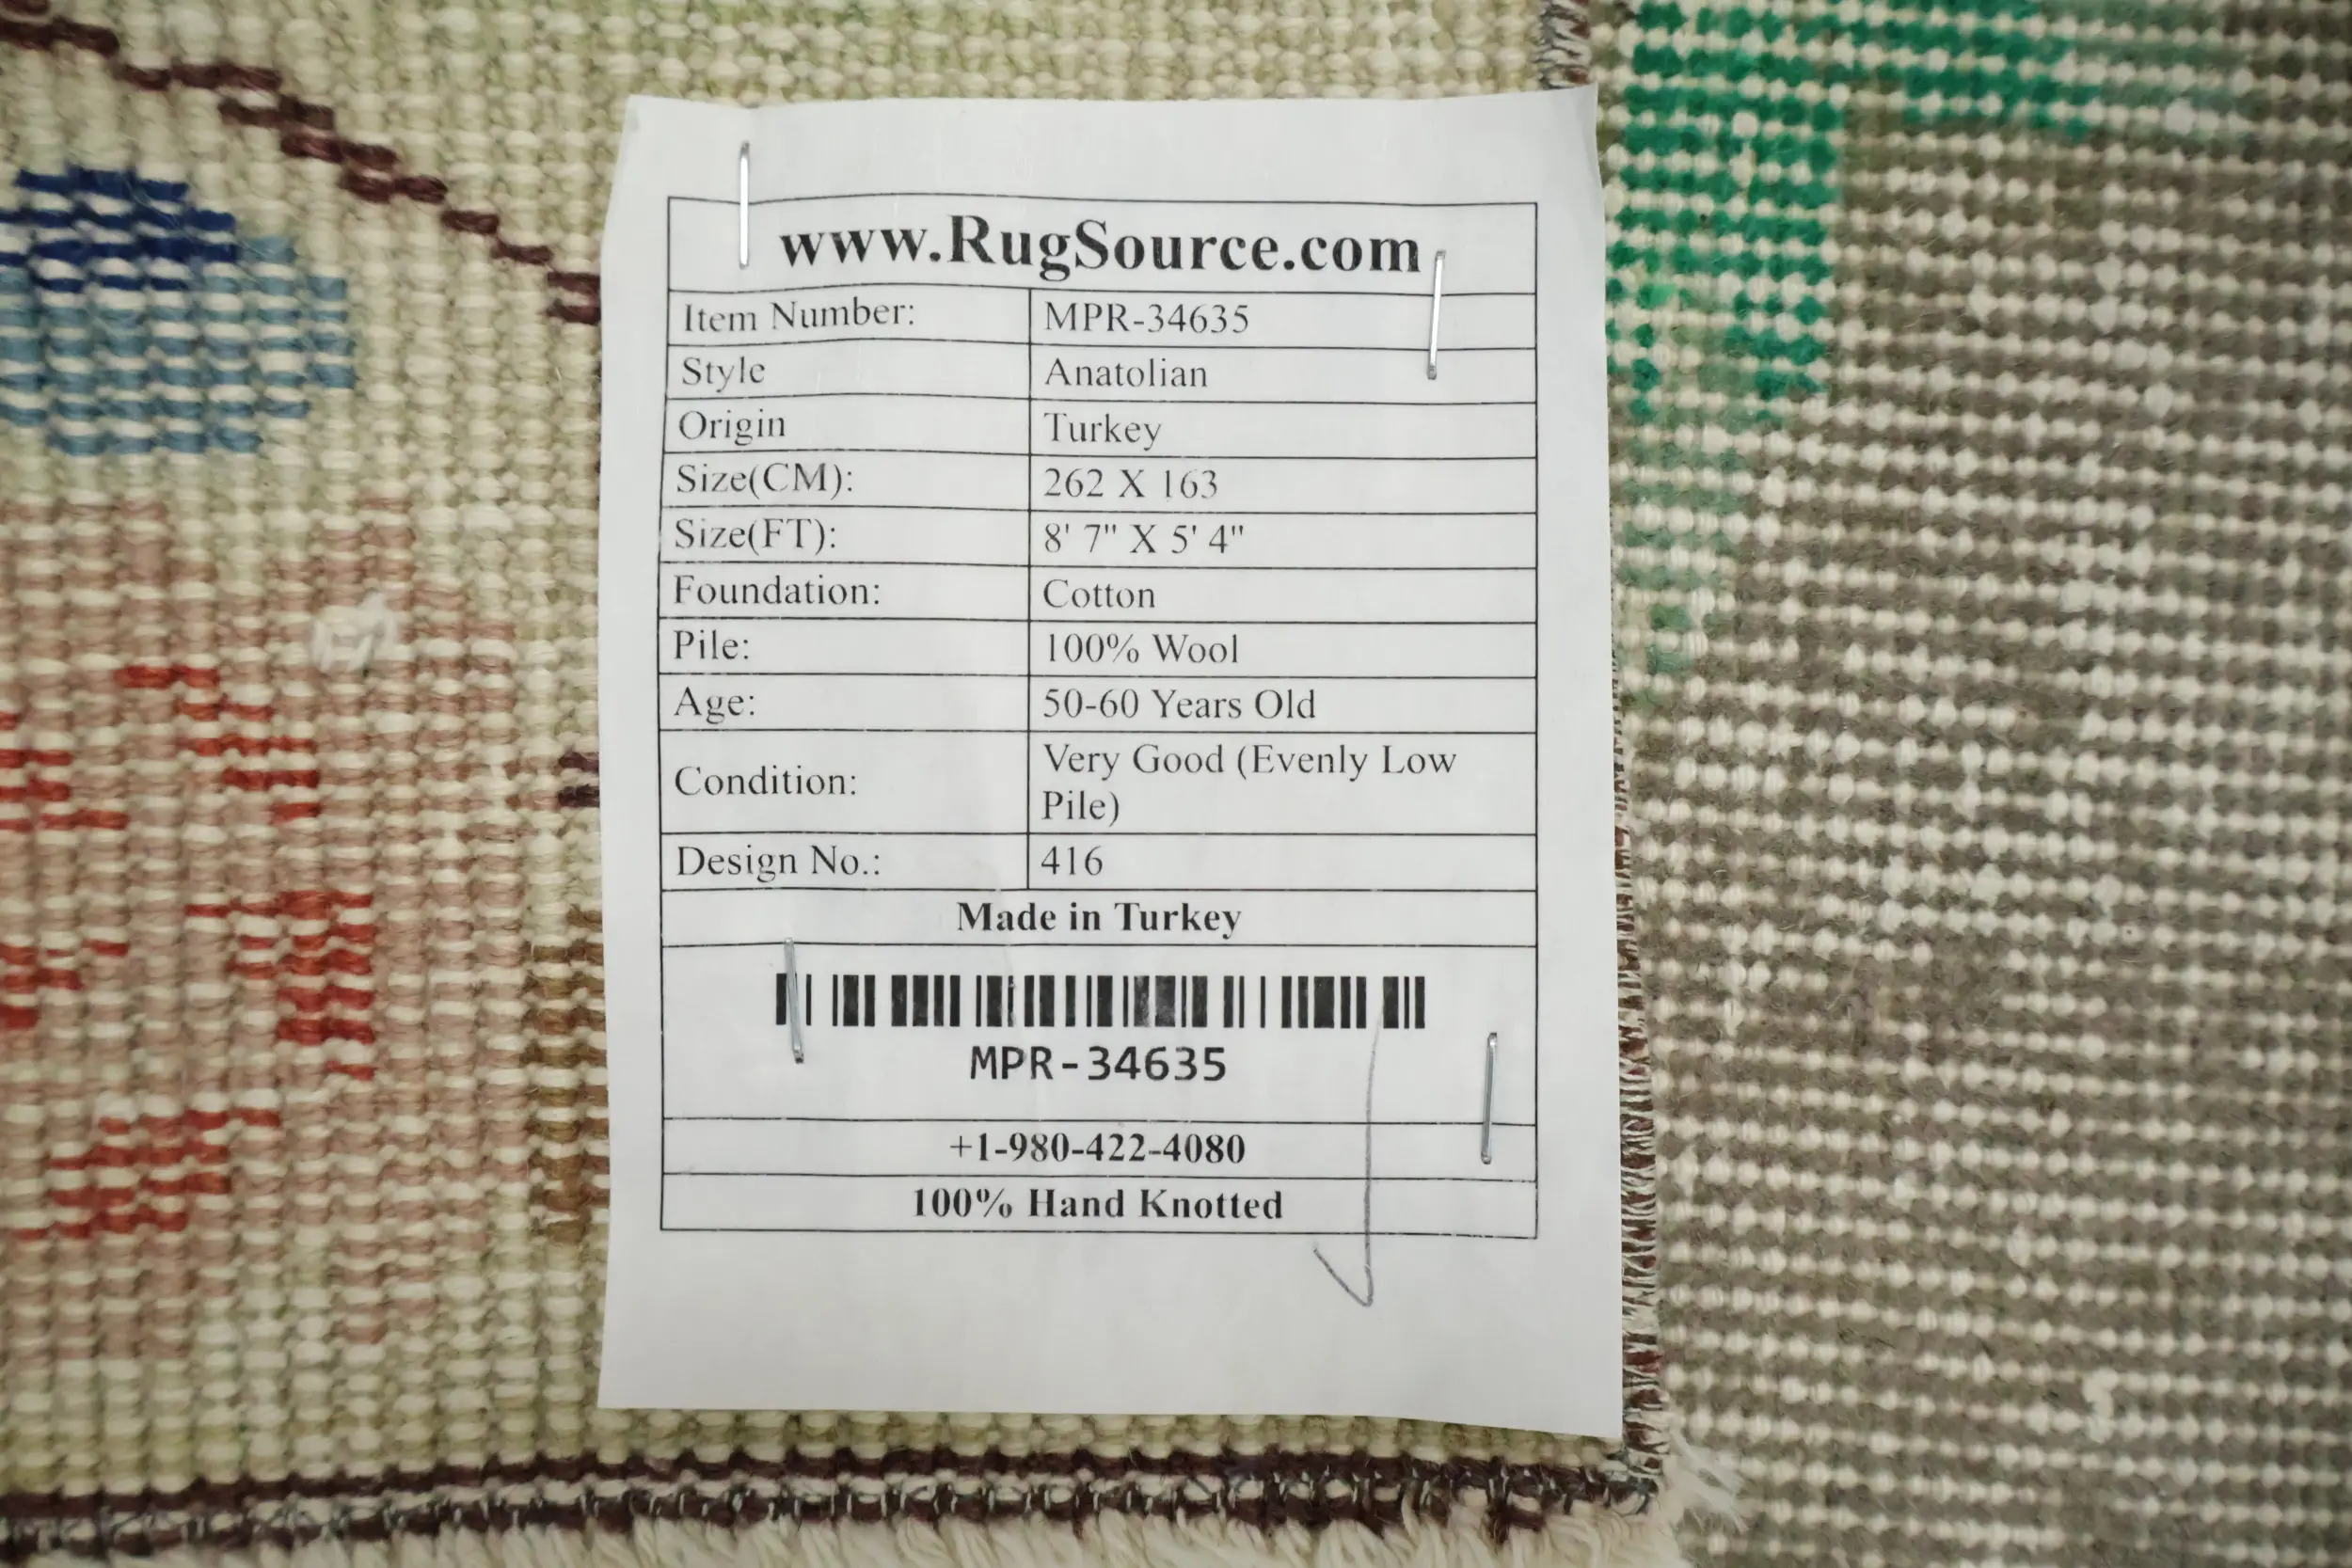 www.RugSource.com
Item Number: MPR-34635
Style Anatolian
Origin Turkey
Size(CM): 262 X 163
Size(FT): 8' 7" X 5' 4"
Foundation: Cotton
Pile: 100% Wool
Age: 50-60 Years Old
Condition: Very Good (Evenly Low
Pile)
Design No.: 416
Made in Turkey
MPR-34635
+1-980-422-4080
100% Hand Knotted